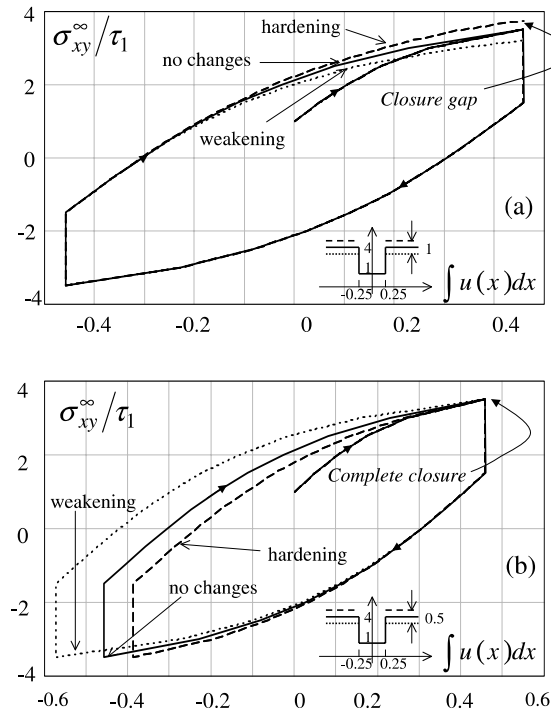 4
σ∞xy/τ1
hardening
no changes
2
weakening
Closure gap
0
(a)
-2
4
1
1
∫u(x)dx
-0.25
0.25
-4
-0.4
-0.2
0
0.2
0.4
4
σ∞xy/τ1
2
weakening
Complete closure
0
hardening
(b)
no changes
-2
4
0.5
1
∫u(x)dx
-0.25
0.25
-4
-0.6
-0.4
-0.2
0
0.2
0.4
0.6